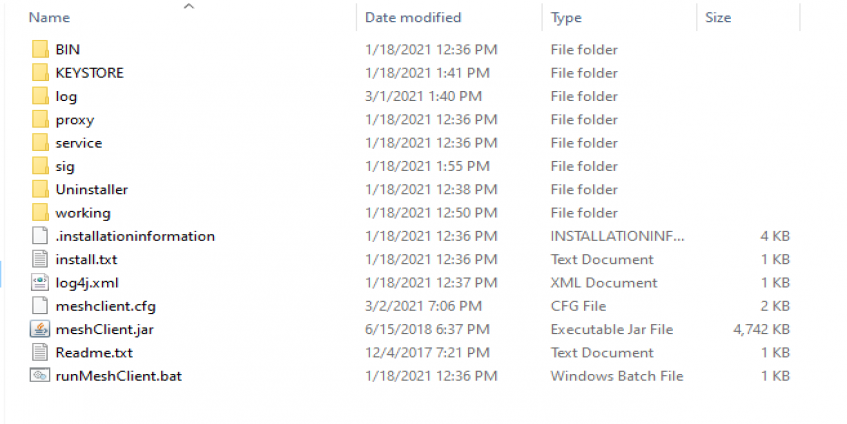 Name Date modified Type Size
BIN 1/18/2021 12:36 PM File folder
KEYSTORE 1/18/2021 1:41 PM File folder
log 3/1/2021 1:40 PM File folder
proxy 1/18/2021 12:36 PM File folder
service 1/18/2021 12:36 PM File folder
sig 1/18/2021 1:55 PM File folder
Uninstaller 1/18/2021 12:38 PM File folder
working 1/18/2021 12:50 PM File folder
.installationinformation 1/18/2021 12:36 PM INSTALLATIONINF... 4 KB
install.txt 1/18/2021 12:36 PM Text Document 1 KB
log4j.xml 1/18/2021 12:37 PM XML Document 1 KB
meshclient.cfg 3/2/2021 7:06 PM CFG File 2 KB
meshClient.jar 6/15/2018 6:37 PM Executable Jar File 4,742 KB
Readme.txt 12/4/2017 7:21 PM Text Document 1 KB
runMeshClient.bat 1/18/2021 12:36 PM Windows Batch File 1 KB